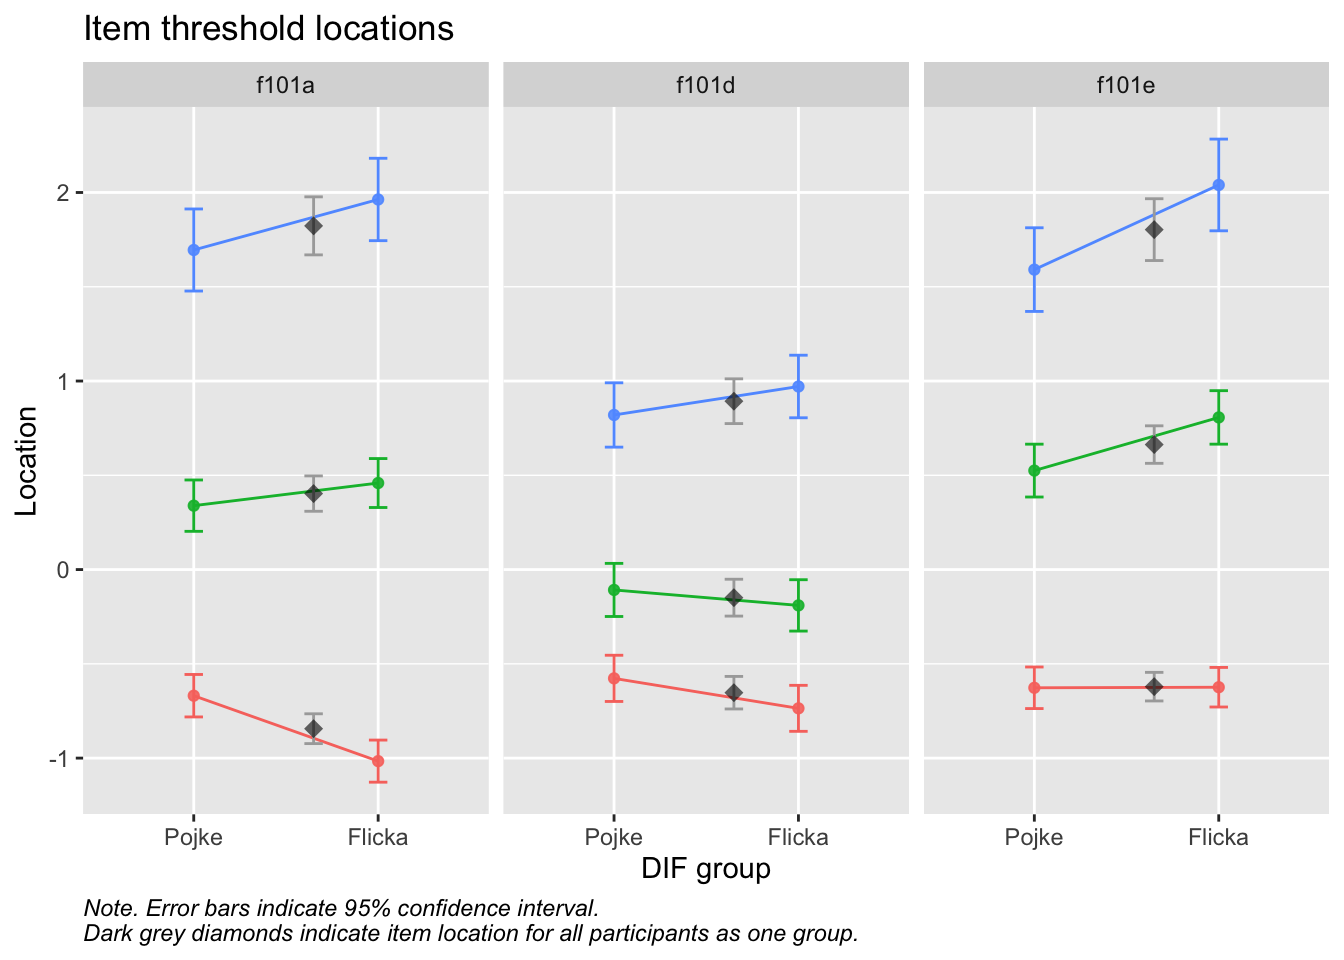 Item threshold locations
f101a
f101d
f101e
Location
2
1
0
-1
Pojke
Flicka
Pojke
Flicka
Pojke
Flicka
DIF group
Note. Error bars indicate 95% confidence interval.
Dark grey diamonds indicate item location for all participants as one group.